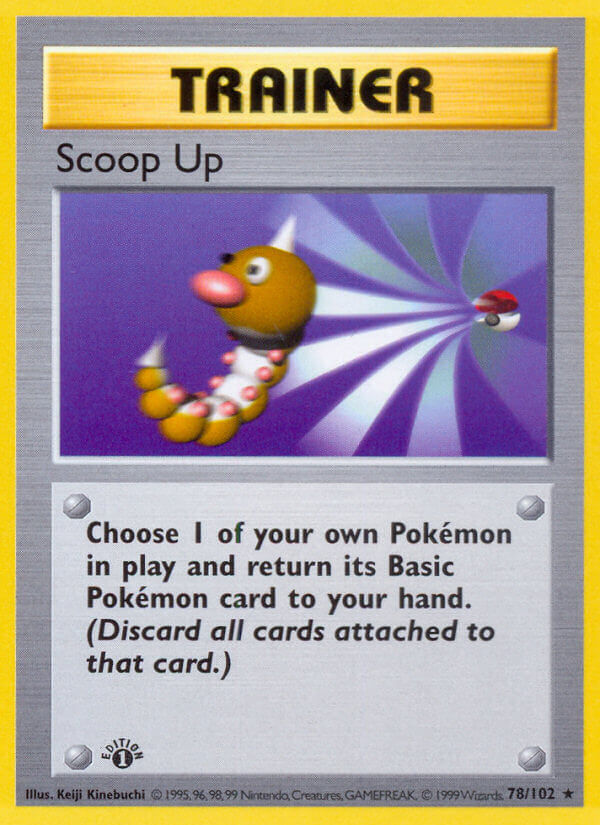 TRAINER
Scoop Up
Choose 1 of your own Pokémon
in play and return its Basic
Pokémon card to your hand.
(Discard all cards attached to
that card.)
EDITION
1
Illus. Keiji Kinebuchi © 1995, 96, 98, 99 Nintendo, Creatures, GAMEFREAK. © 1999 Wizards. 78/102 ★